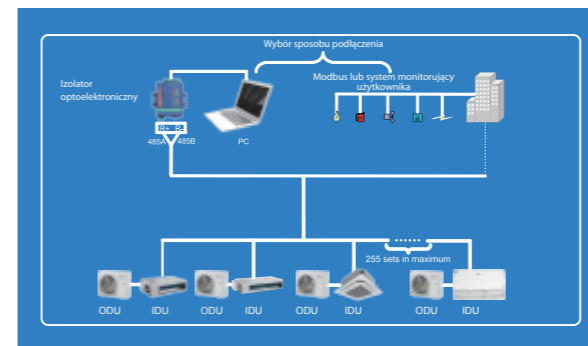 Wybór sposobu podłączenia
Izolator
optoelektroniczny
Modbus lub system monitorujący
użytkownika
R+ R-
485A 485B
PC
255 sets in maximum
ODU IDU ODU IDU ODU IDU ODU IDU